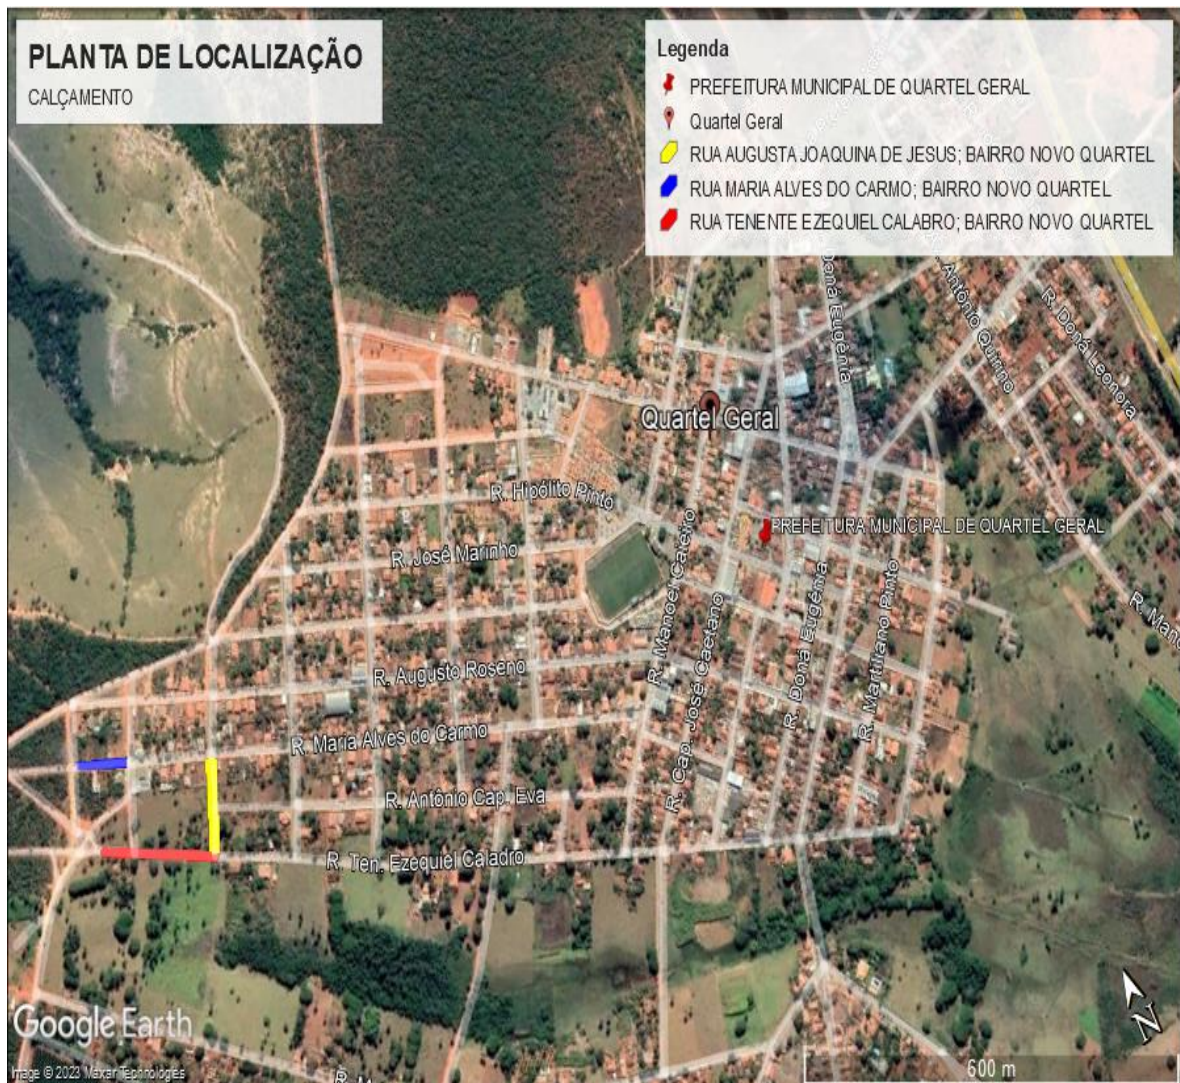 PLANTA DE LOCALIZAÇÃO
CALÇAMENTO
Legenda
PREFEITURA MUNICIPAL DE QUARTEL GERAL
Quartel Geral
RUA AUGUSTA JOAQUINA DE JESUS; BAIRRO NOVO QUARTEL
RUA MARIA ALVES DO CARMO; BAIRRO NOVO QUARTEL
RUA TENENTE EZEQUIEL CALABRO; BAIRRO NOVO QUARTEL
Dona Eugênia
R. Antônio Quirino
R. Dona Leonora
Quartel Geral
R. Hipólito Pinto
PREFEITURA MUNICIPAL DE QUARTEL GERAL
R. José Marinho
R. Manoel Caleiro
R. Cap. José Caetano
R. Dona Eugênia
R. Martiliano Pinto
R. Augusto Roseno
R. Maria Alves do Carmo
R. Antônio Cap. Eva
R. Ten. Ezequiel Caladro
N
Google Earth
600 m
Image © 2023 Maxar Technologies